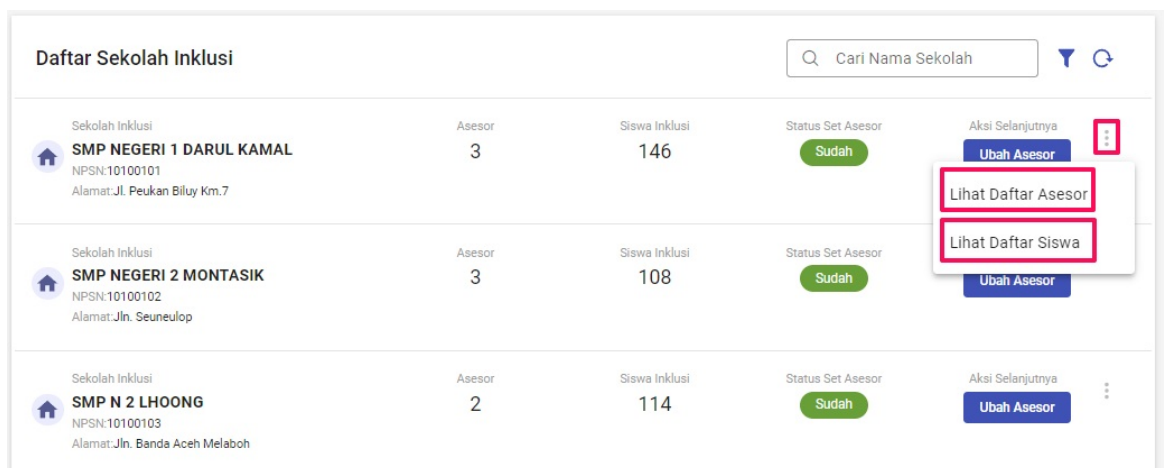 Daftar Sekolah Inklusi
Cari Nama Sekolah
Sekolah Inklusi Asesor Siswa Inklusi Status Set Asesor Aksi Selanjutnya
SMP NEGERI 1 DARUL KAMAL 3 146 Sudah Ubah Asesor
NPSN:10100101
Alamat:Jl. Peukan Biluy Km.7
Lihat Daftar Asesor
Lihat Daftar Siswa
Sekolah Inklusi Asesor Siswa Inklusi Status Set Asesor
SMP NEGERI 2 MONTASIK 3 108 Sudah Ubah Asesor
NPSN:10100102
Alamat:Jln. Seuneulop
Sekolah Inklusi Asesor Siswa Inklusi Status Set Asesor Aksi Selanjutnya
SMP N 2 LHOONG 2 114 Sudah Ubah Asesor
NPSN:10100103
Alamat:Jln. Banda Aceh Melaboh